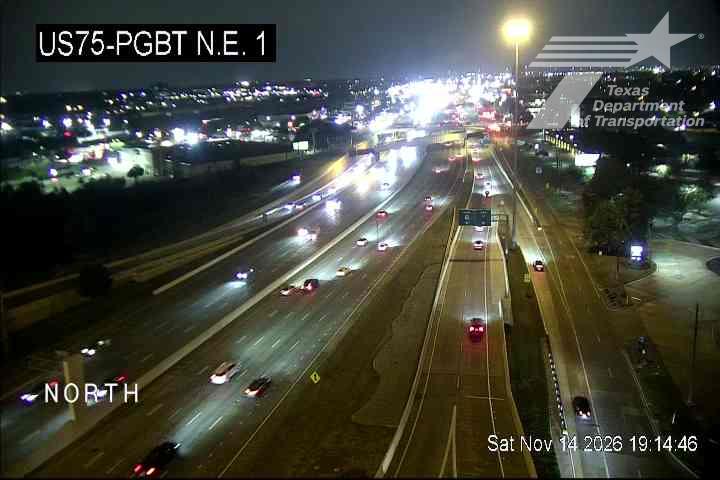 US75-PGBT N.E. 1
Texas
Department
of Transportation
®
NORTH
Sat Nov 14 2026 19:14:46